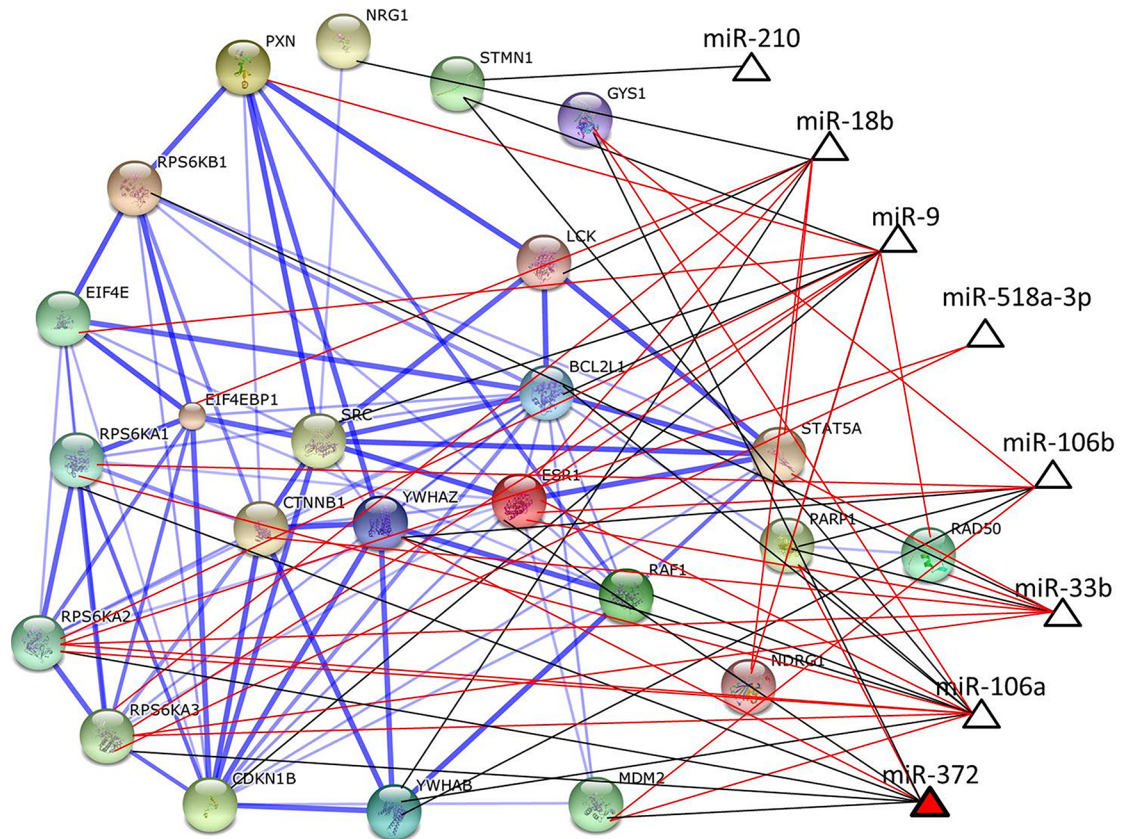 NRG1
PXN
miR-210
STMN1
GYS1
miR-18b
RPS6KB1
miR-9
LCK
EIF4E
miR-518a-3p
BCL2L1
EIF4EBP1
SRC
STAT5A
RPS6KA1
miR-106b
ESR1
CTNNB1
YWHAZ
PARP1
RAD50
RAF1
miR-33b
RPS6KA2
NDRG1
miR-106a
RPS6KA3
CDKN1B
YWHAB
MDM2
miR-372